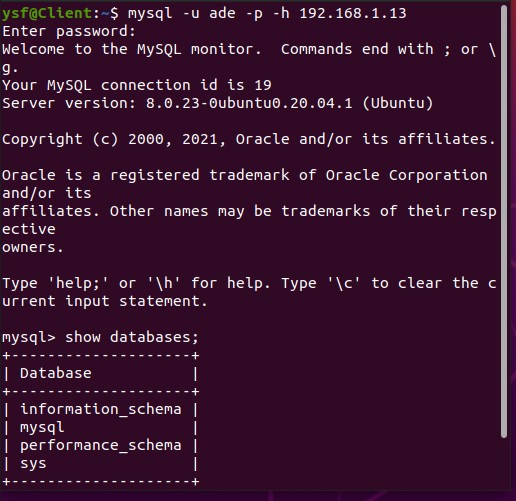 ysf@Client:~$ mysql -u ade -p -h 192.168.1.13
Enter password:
Welcome to the MySQL monitor.  Commands end with ; or \
g.
Your MySQL connection id is 19
Server version: 8.0.23-0ubuntu0.20.04.1 (Ubuntu)

Copyright (c) 2000, 2021, Oracle and/or its affiliates.

Oracle is a registered trademark of Oracle Corporation
and/or its
affiliates. Other names may be trademarks of their resp
ective
owners.

Type 'help;' or '\h' for help. Type '\c' to clear the c
urrent input statement.

mysql> show databases;
+--------------------+
| Database           |
+--------------------+
| information_schema |
| mysql              |
| performance_schema |
| sys                |
+--------------------+